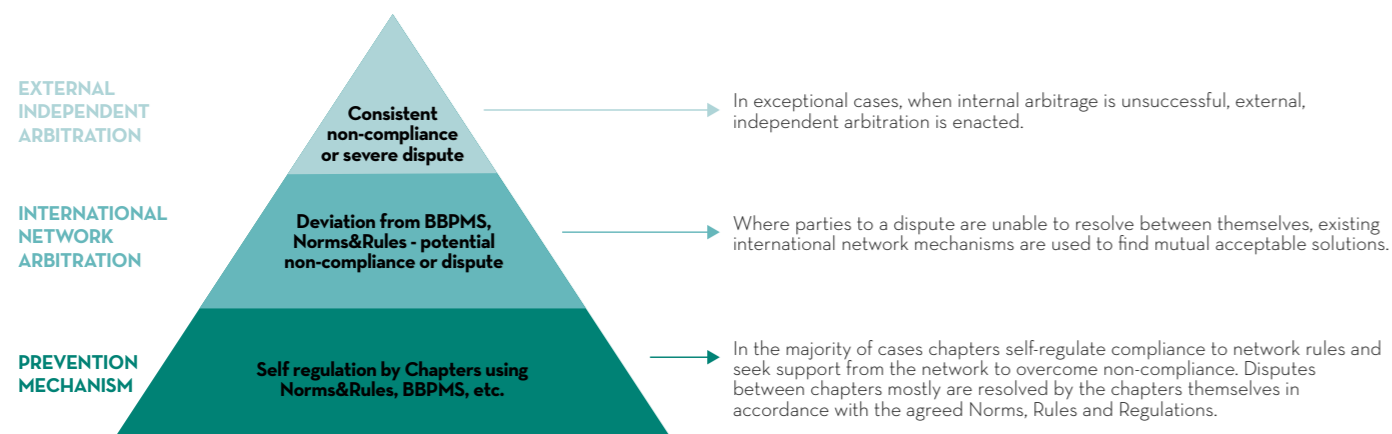 EXTERNAL
INDEPENDENT
ARBITRATION
Consistent
non-compliance
or severe dispute
In exceptional cases, when internal arbitrage is unsuccessful, external,
independent arbitration is enacted.
INTERNATIONAL
NETWORK
ARBITRATION
Deviation from BBPMS,
Norms&Rules - potential
non-compliance or dispute
Where parties to a dispute are unable to resolve between themselves, existing
international network mechanisms are used to find mutual acceptable solutions.
PREVENTION
MECHANISM
Self regulation by Chapters using
Norms&Rules, BBPMS, etc.
In the majority of cases chapters self-regulate compliance to network rules and
seek support from the network to overcome non-compliance. Disputes
between chapters mostly are resolved by the chapters themselves in
accordance with the agreed Norms, Rules and Regulations.